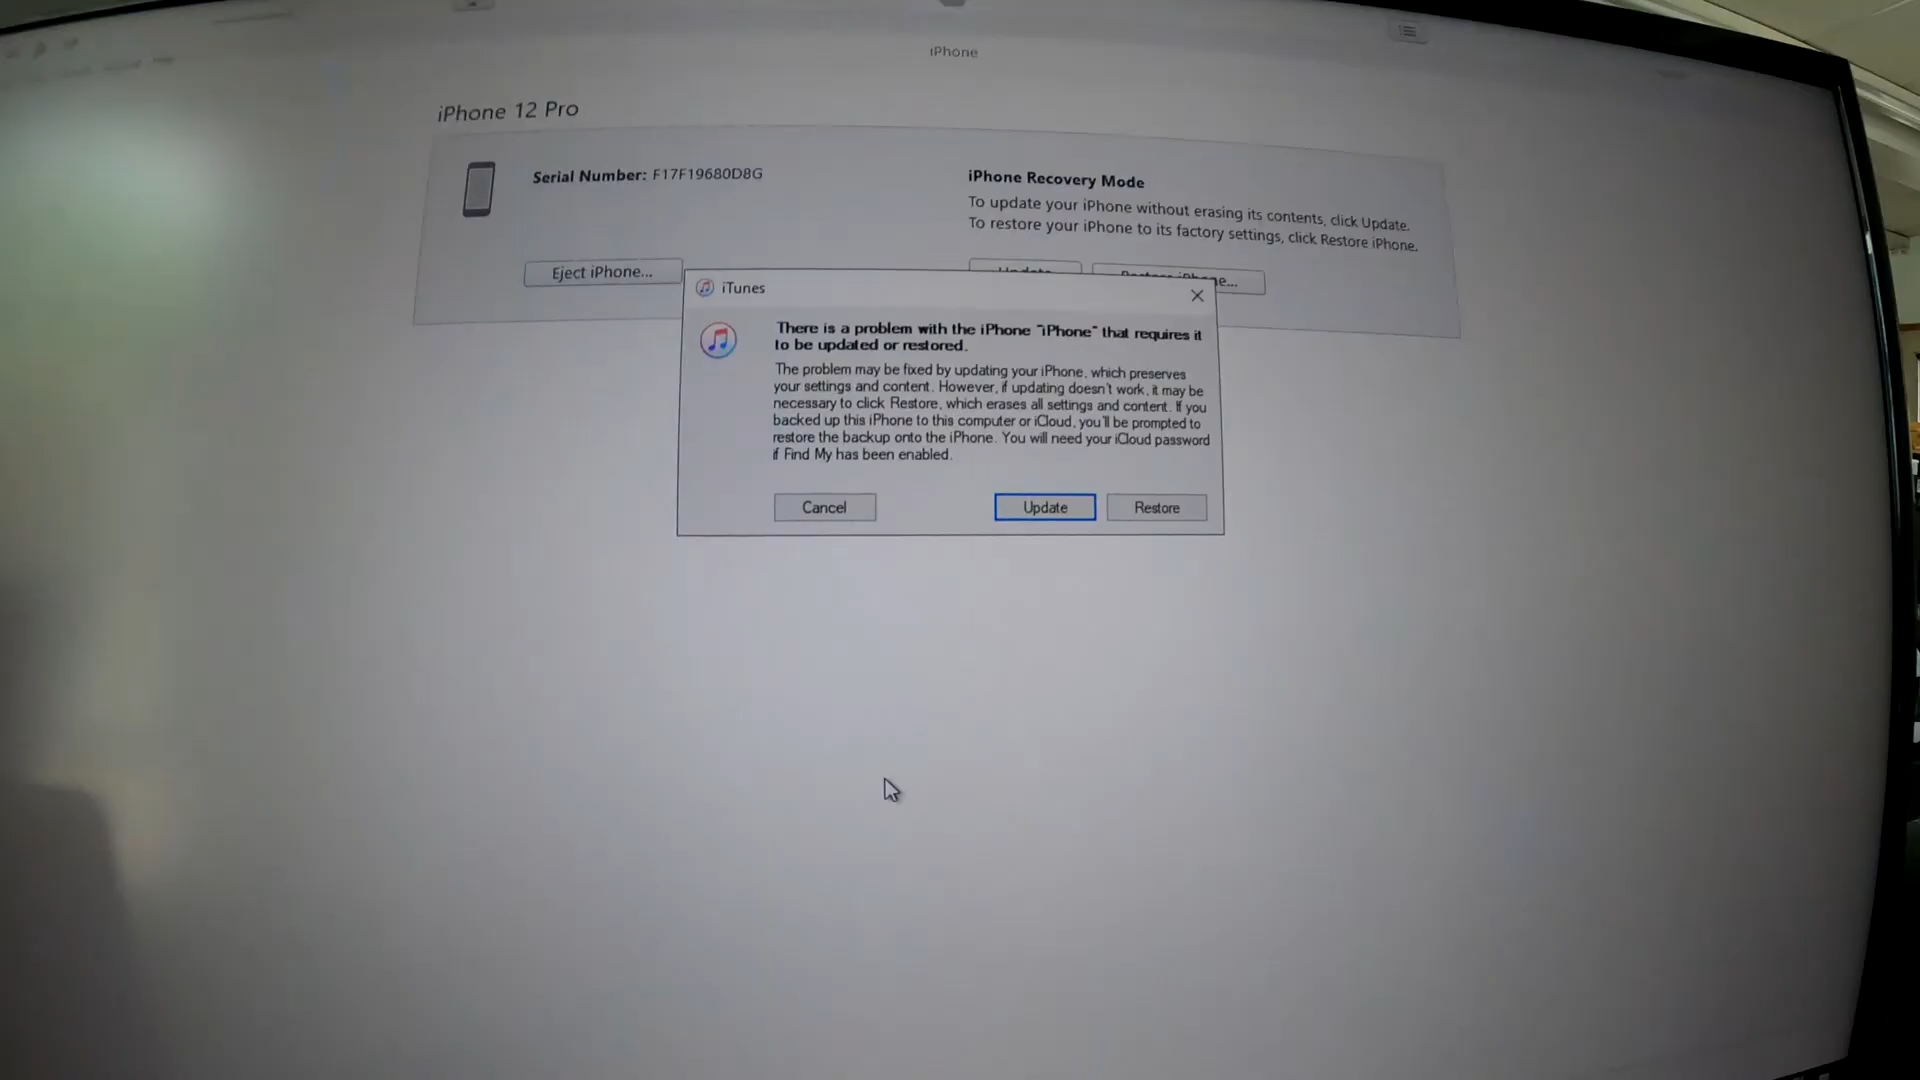 iPhone
iPhone 12 Pro
Serial Number: F17F19680D8G
iPhone Recovery Mode
To update your iPhone without erasing its contents, click Update.
To restore your iPhone to its factory settings, click Restore iPhone.
Eject iPhone...
Update
Restore iPhone...
iTunes
There is a problem with the iPhone "iPhone" that requires it
to be updated or restored.
The problem may be fixed by updating your iPhone, which preserves
your settings and content. However, if updating doesn't work, it may be
necessary to click Restore, which erases all settings and content. If you
backed up this iPhone to this computer or iCloud, you'll be prompted to
restore the backup onto the iPhone. You will need your iCloud password
if Find My has been enabled.
Cancel
Update
Restore